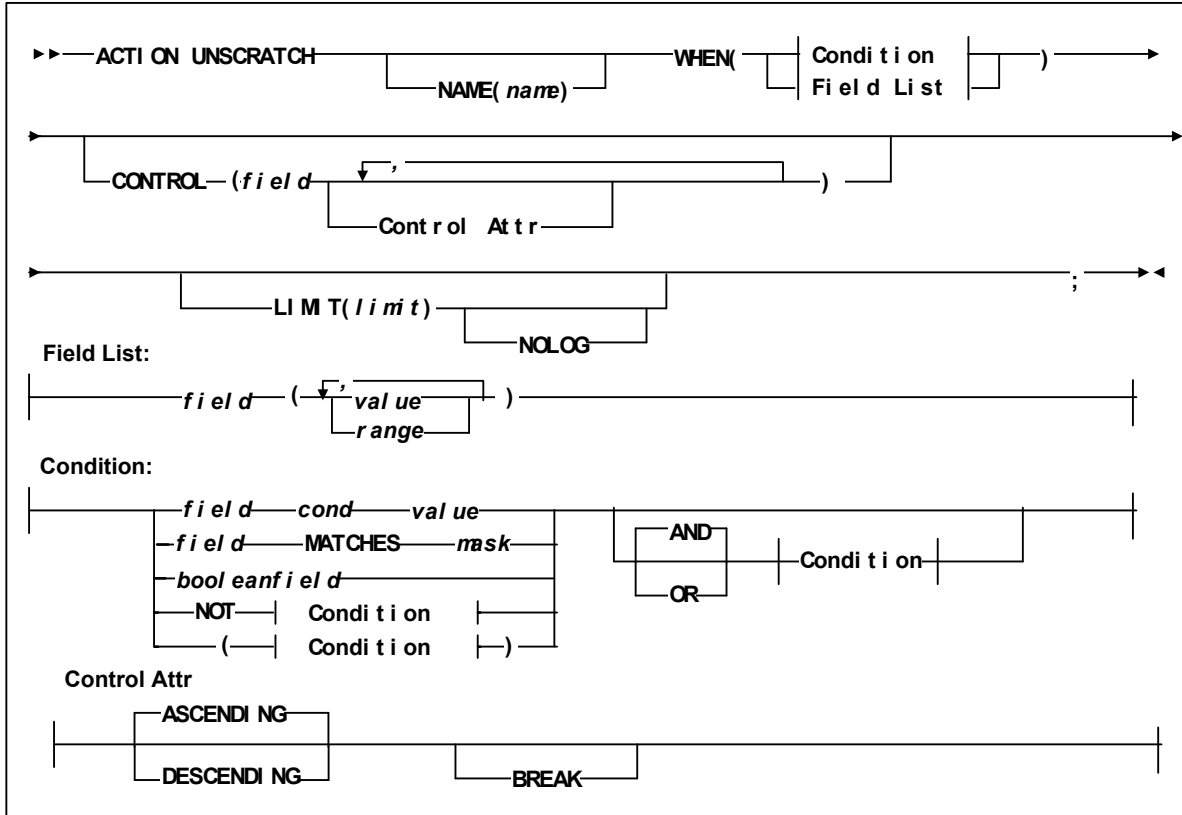 ACTION UNSCRATCH NAME(name) WHEN( Condition )
Field List
CONTROL (field , )
Control Attr
LIMIT(limit) ;
NOLOG
Field List:
field ( , value )
range
Condition:
field cond value AND
field MATCHES mask OR Condition
booleanfield
NOT Condition
( Condition )
Control Attr
ASCENDING
DESCENDING BREAK